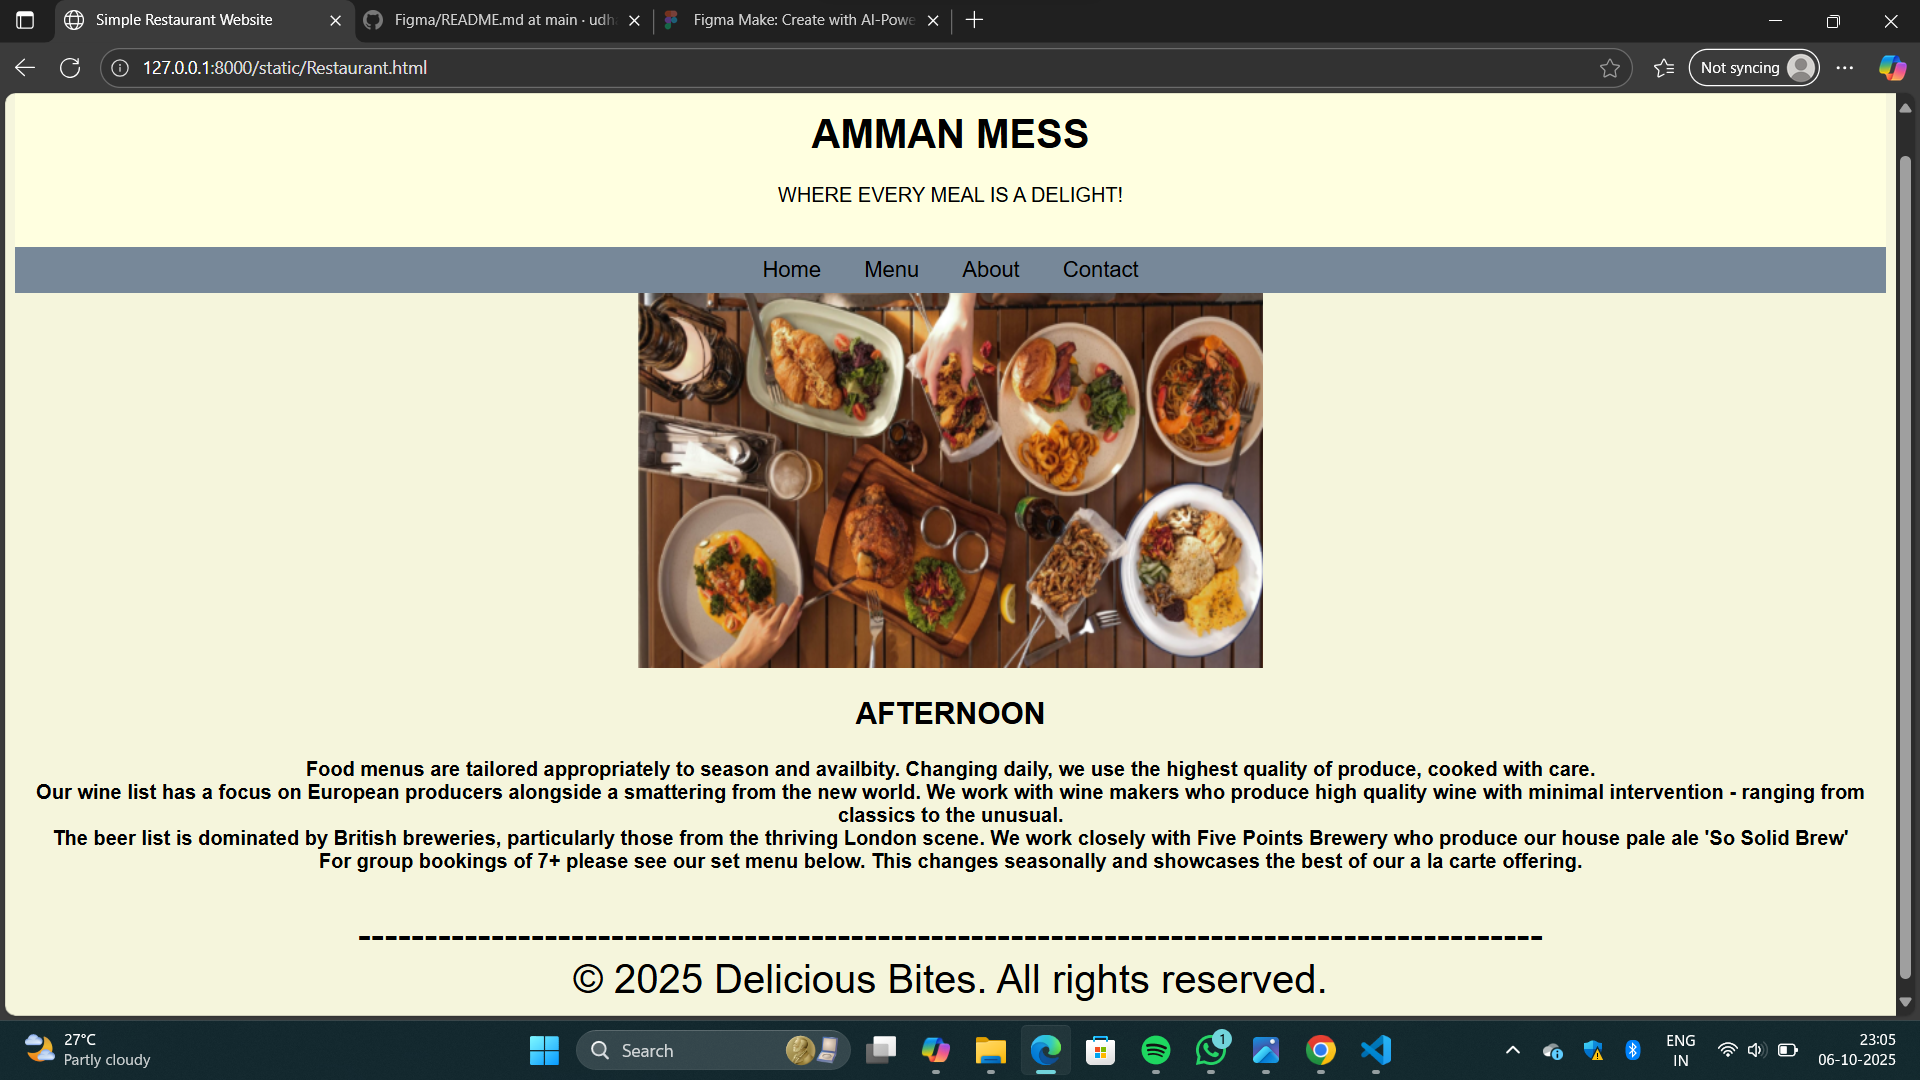 Simple Restaurant Website
Figma/README.md at main · udha
Figma Make: Create with AI-Powe
127.0.0.1:8000/static/Restaurant.html
Not syncing
AMMAN MESS
WHERE EVERY MEAL IS A DELIGHT!
Home Menu About Contact
AFTERNOON
Food menus are tailored appropriately to season and availbity. Changing daily, we use the highest quality of produce, cooked with care.
Our wine list has a focus on European producers alongside a smattering from the new world. We work with wine makers who produce high quality wine with minimal intervention - ranging from
classics to the unusual.
The beer list is dominated by British breweries, particularly those from the thriving London scene. We work closely with Five Points Brewery who produce our house pale ale 'So Solid Brew'
For group bookings of 7+ please see our set menu below. This changes seasonally and showcases the best of our a la carte offering.
------------------------------------------------------------------------------------------
© 2025 Delicious Bites. All rights reserved.
27°C
Partly cloudy
Search
1
ENG
IN
23:05
06-10-2025